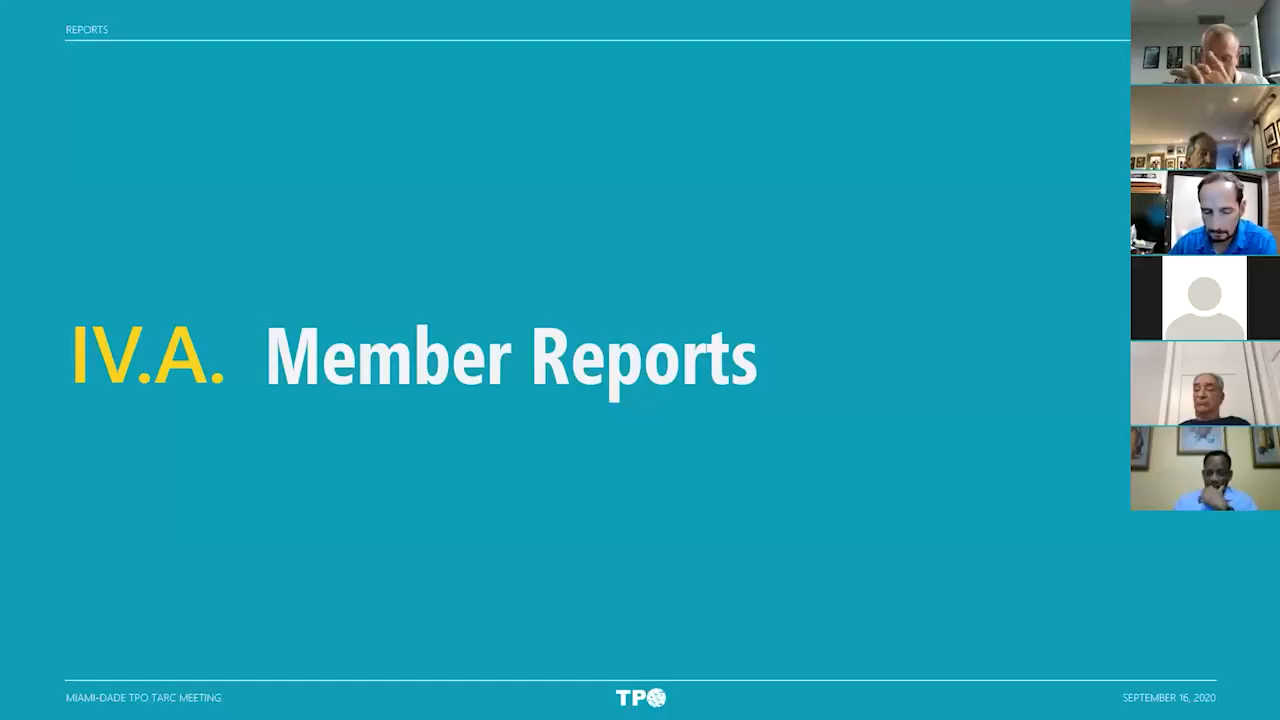 REPORTS
IV.A. Member Reports
MIAMI-DADE TPO TARC MEETING
TPO
SEPTEMBER 16, 2020